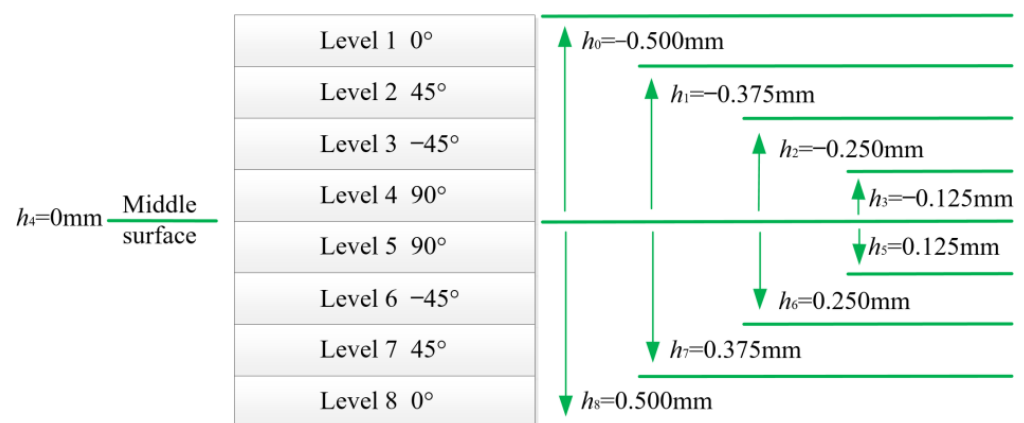 Level 1 0°
h₀=−0.500mm
Level 2 45°
h₁=−0.375mm
Level 3 −45°
h₂=−0.250mm
Level 4 90°
h₃=−0.125mm
h₄=0mm
Middle
surface
Level 5 90°
h₅=0.125mm
Level 6 −45°
h₆=0.250mm
Level 7 45°
h₇=0.375mm
Level 8 0°
h₈=0.500mm